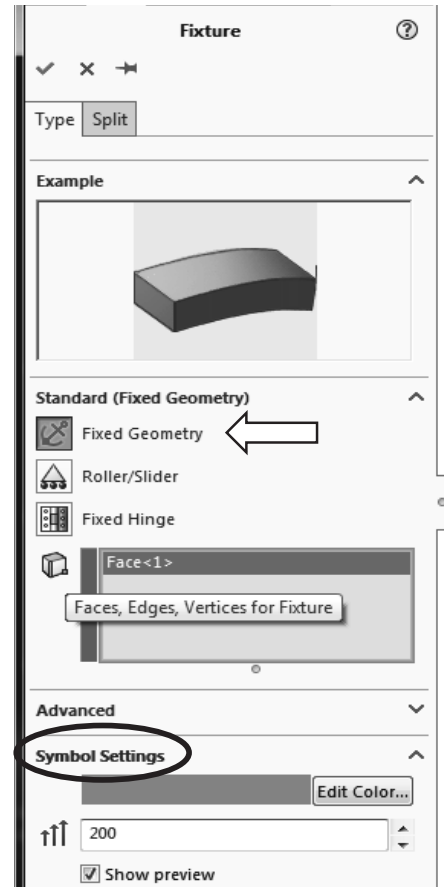 Fixture
Type Split
Example
Standard (Fixed Geometry)
Fixed Geometry
Roller/Slider
Fixed Hinge
Face<1>
Faces, Edges, Vertices for Fixture
Advanced
Symbol Settings
Edit Color...
200
Show preview